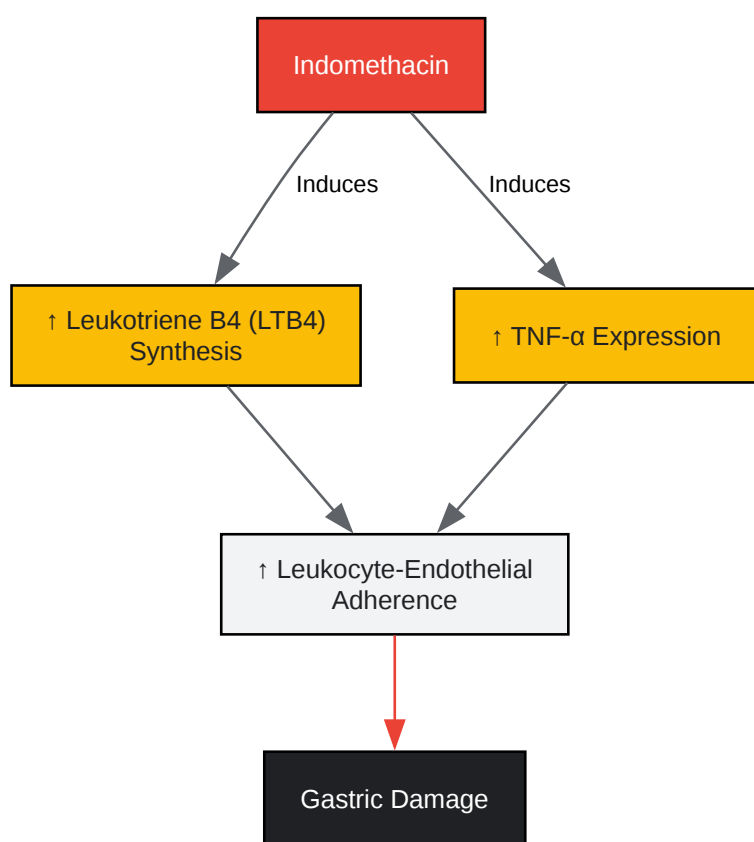 Indomethacin
Induces
Induces
↑ Leukotriene B4 (LTB4)
Synthesis
↑ TNF-α Expression
↑ Leukocyte-Endothelial
Adherence
Gastric Damage